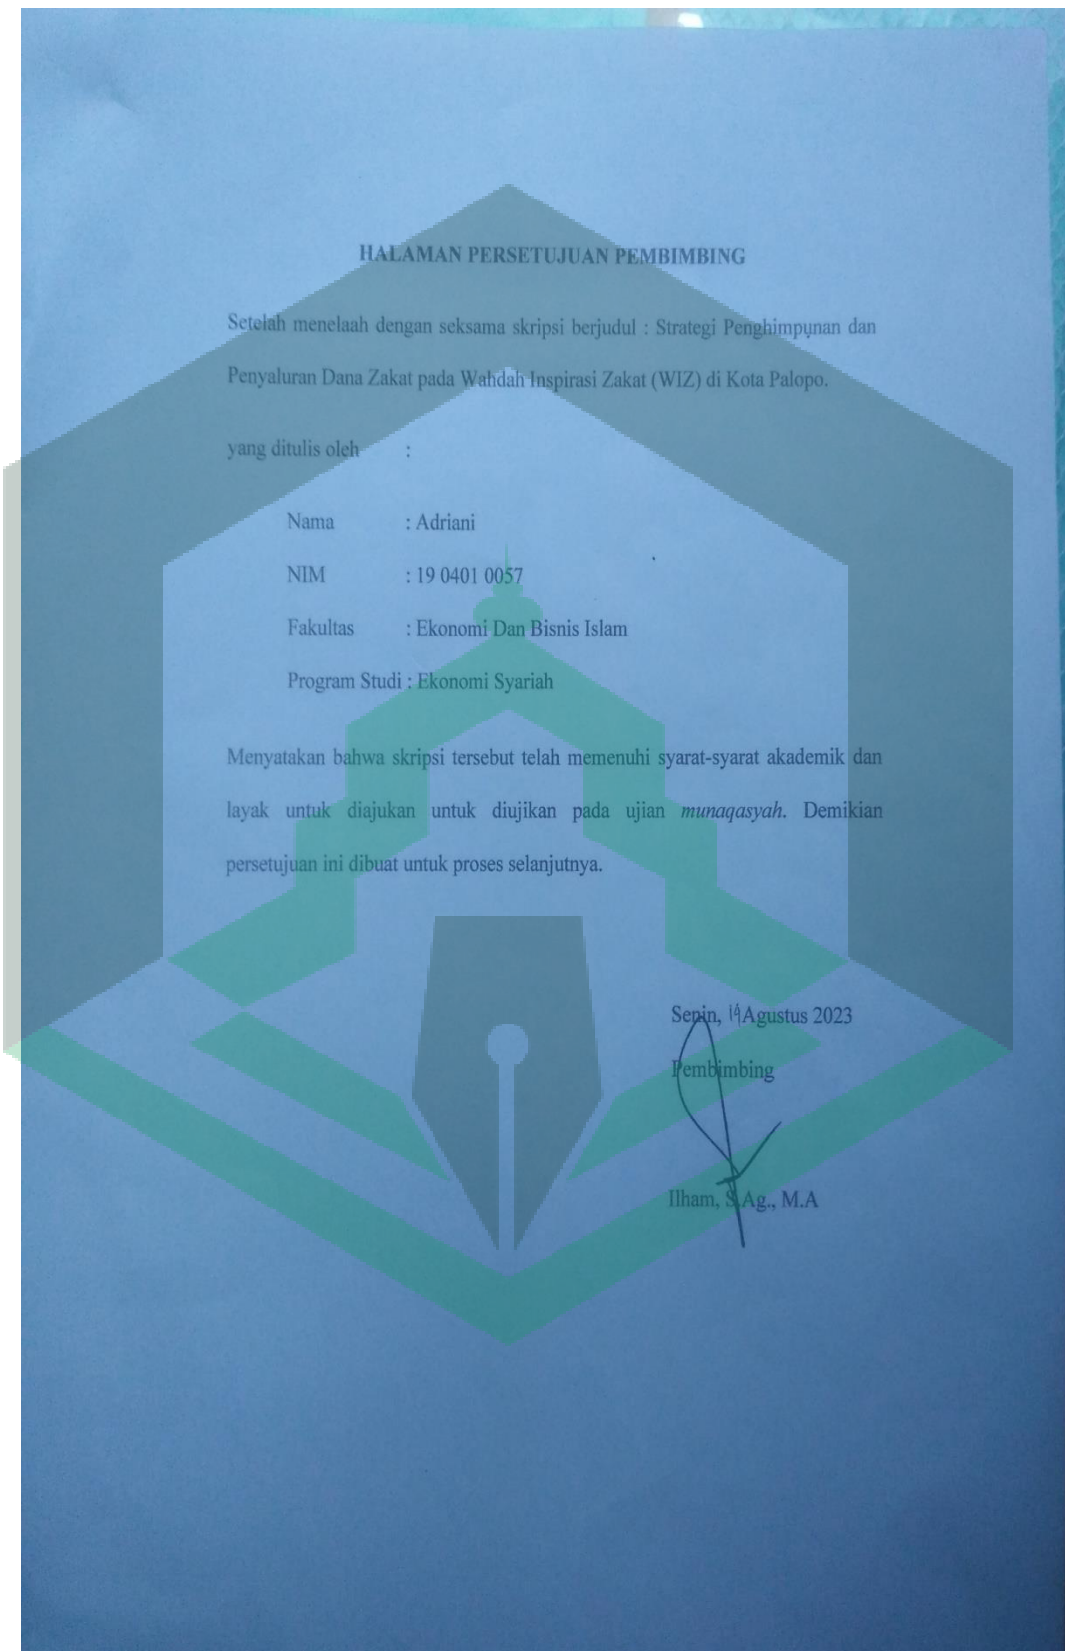 HALAMAN PERSETUJUAN PEMBIMBING
Setelah menelaah dengan seksama skripsi berjudul : Strategi Penghimpunan dan
Penyaluran Dana Zakat pada Wahdah Inspirasi Zakat (WIZ) di Kota Palopo.
yang ditulis oleh :
Nama : Adriani
NIM : 19 0401 0057
Fakultas : Ekonomi Dan Bisnis Islam
Program Studi : Ekonomi Syariah
Menyatakan bahwa skripsi tersebut telah memenuhi syarat-syarat akademik dan
layak untuk diajukan untuk diujikan pada ujian munaqasyah. Demikian
persetujuan ini dibuat untuk proses selanjutnya.
Senin, Agustus 2023
Pembimbing
Ilham, S.Ag., M.A